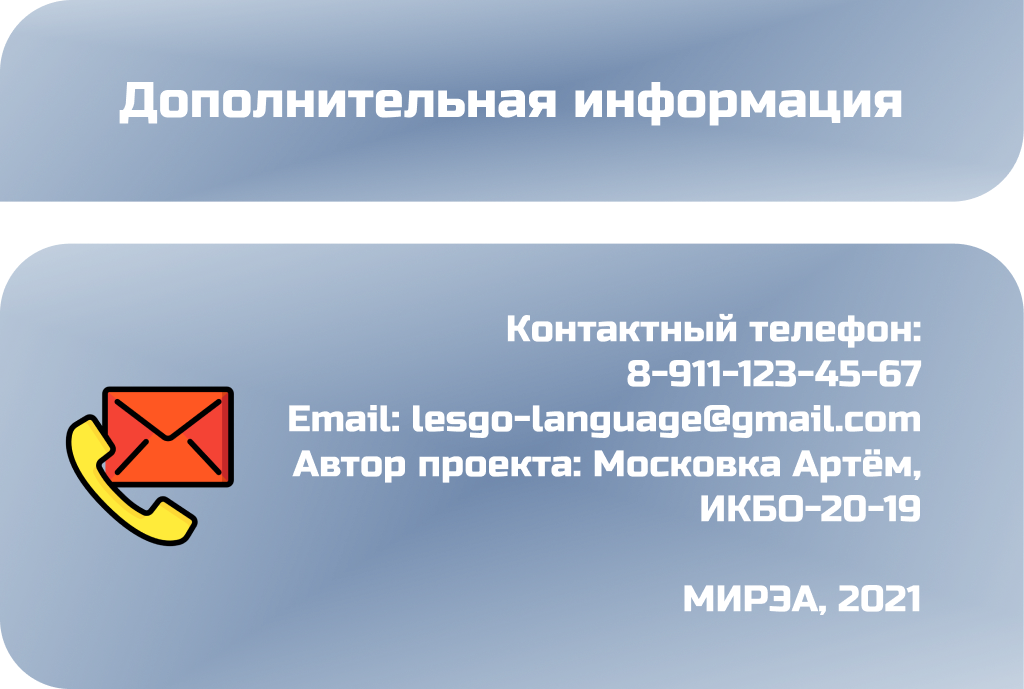 Дополнительная информация
Контактный телефон:
8-911-123-45-67
Email: lesgo-language@gmail.com
Автор проекта: Московка Артём,
ИКБО-20-19
МИРЭА, 2021